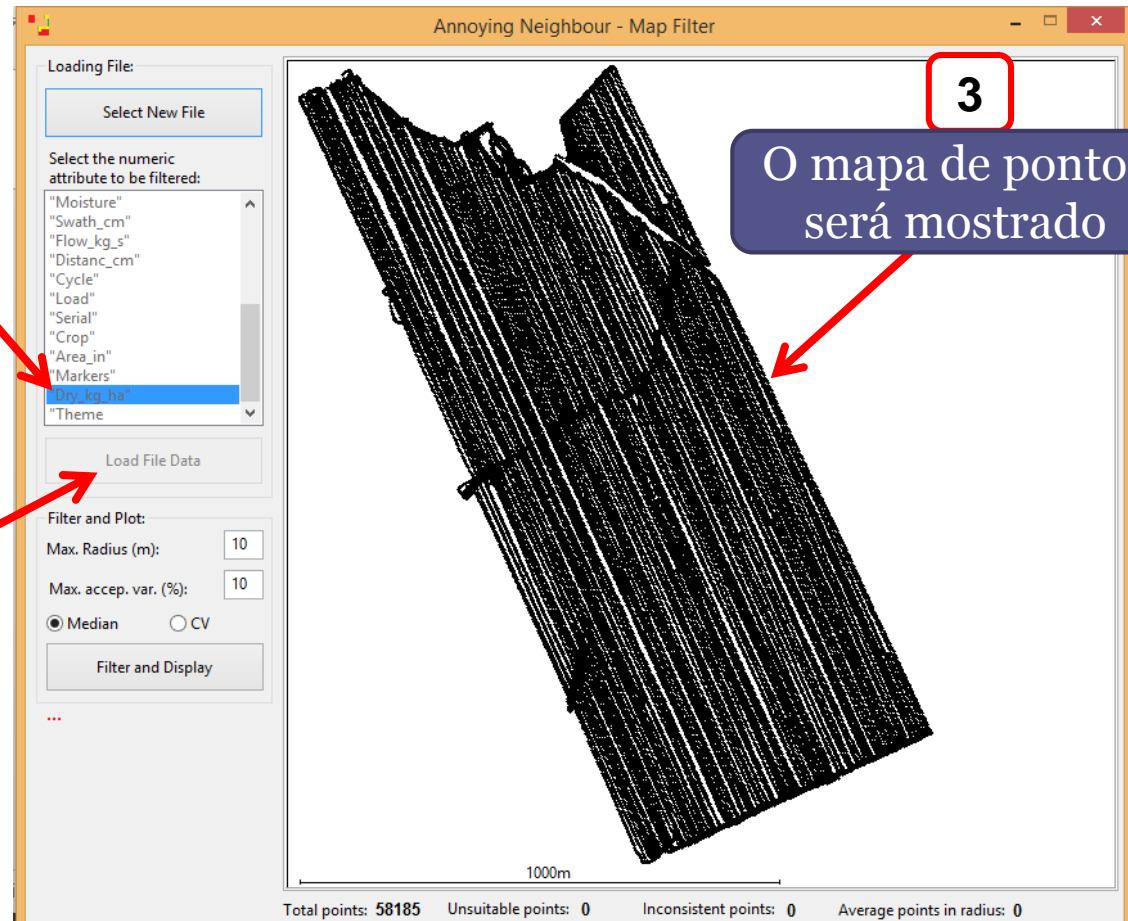 Annoying Neighbour - Map Filter
Loading File:
Select New File
Select the numeric
attribute to be filtered:
"Moisture"
"Swath_cm"
"Flow_kg_s"
"Distanc_cm"
"Cycle"
"Load"
"Serial"
"Crop"
"Area_in"
"Markers"
"Dry_kg_ha"
"Theme
Load File Data
Filter and Plot:
Max. Radius (m): 10
Max. accep. var. (%): 10
Median CV
Filter and Display
...
3
O mapa de ponto
será mostrado
1000m
Total points: 58185 Unsuitable points: 0 Inconsistent points: 0 Average points in radius: 0